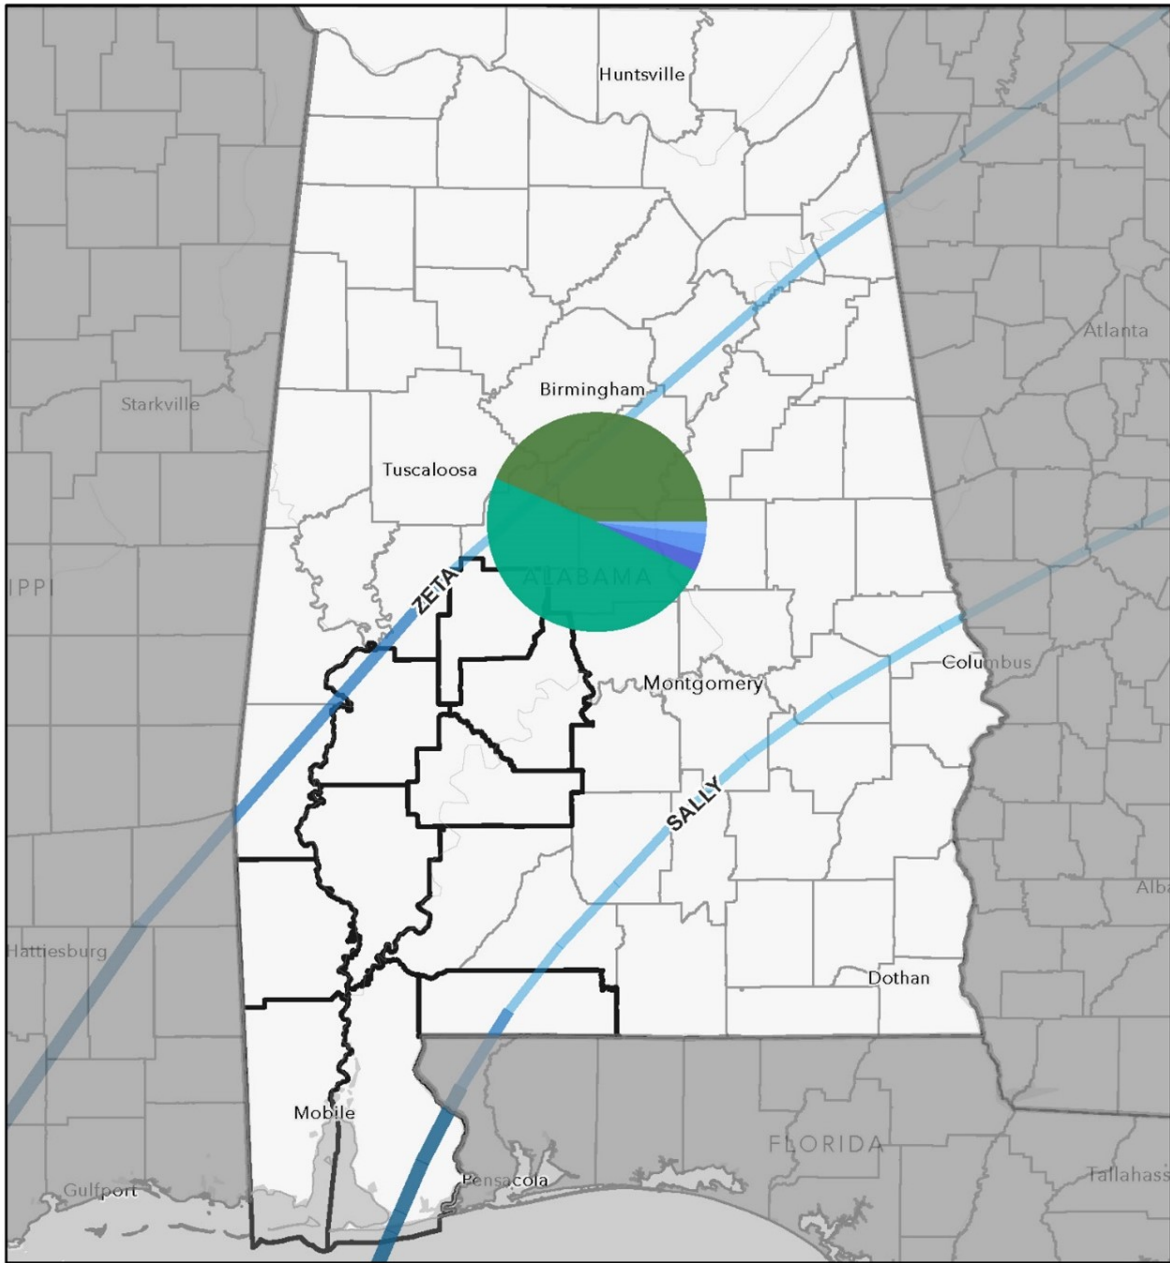 Huntsville
Atlanta
Birmingham
Starkville
Tuscaloosa
IPPI
ALABAMA
ZETA
Columbus
Montgomery
SALLY
Alba
Hattiesburg
Dothan
Mobile
FLORIDA
Tallahass
Pensacola
Gulfport